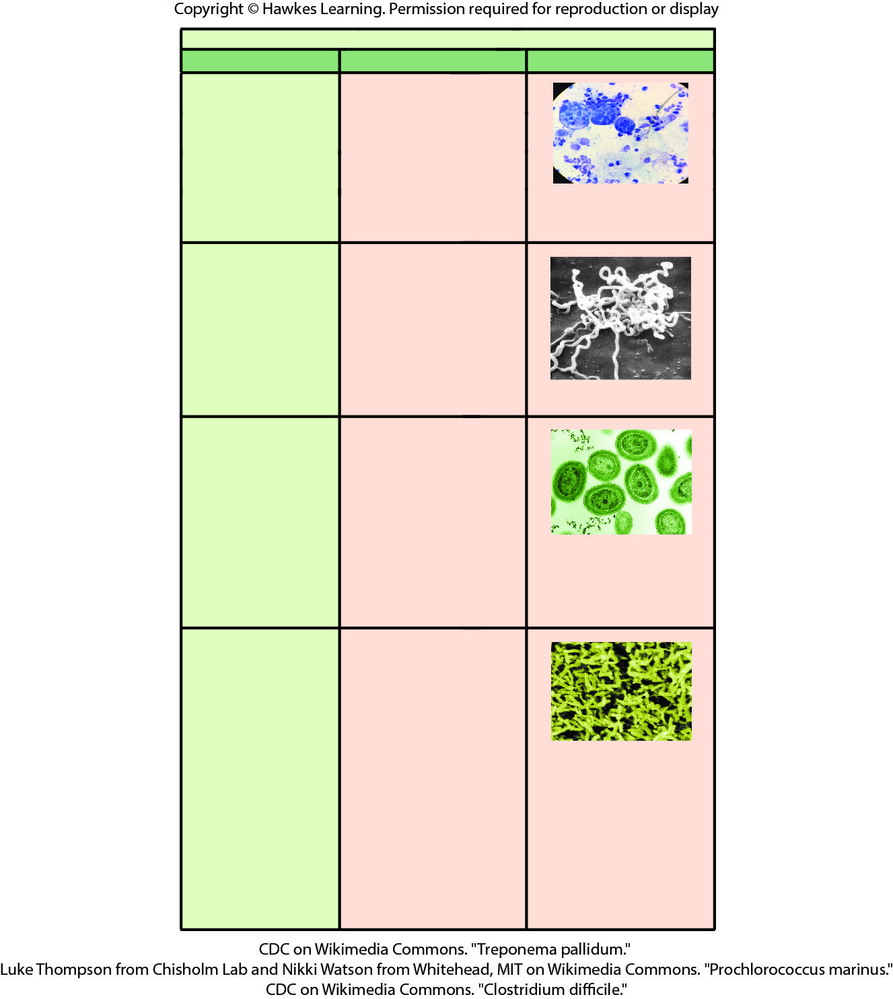 Copyright © Hawkes Learning. Permission required for reproduction or display
CDC on Wikimedia Commons. "Treponema pallidum."
Luke Thompson from Chisholm Lab and Nikki Watson from Whitehead, MIT on Wikimedia Commons. "Prochlorococcus marinus."
CDC on Wikimedia Commons. "Clostridium difficile."